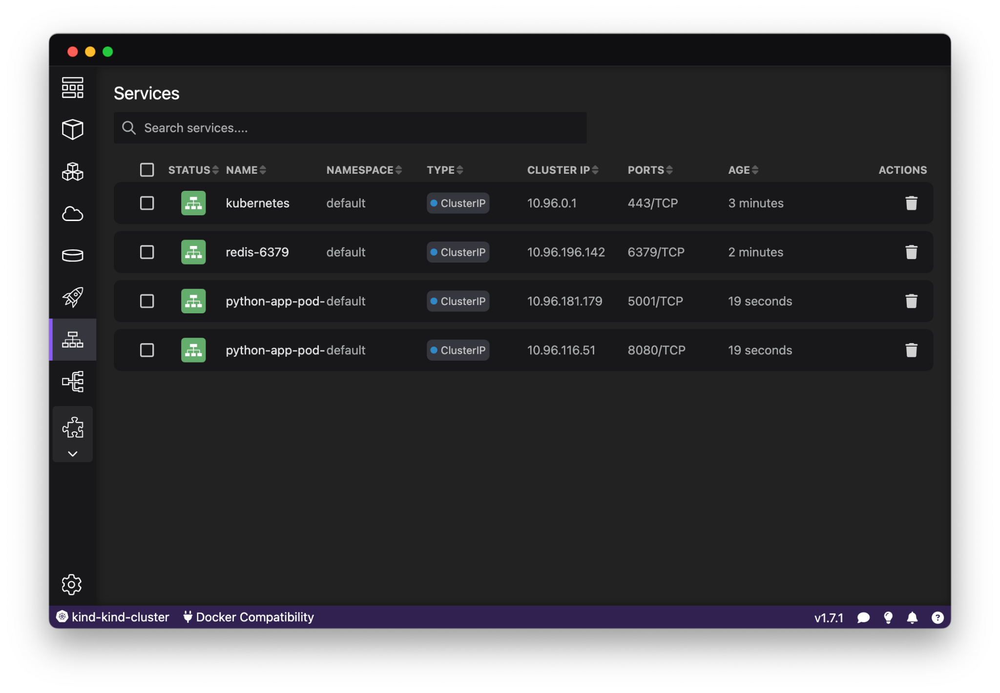 Services
Search services....
STATUS NAME NAMESPACE TYPE CLUSTER IP PORTS AGE ACTIONS
kubernetes default ClusterIP 10.96.0.1 443/TCP 3 minutes
redis-6379 default ClusterIP 10.96.196.142 6379/TCP 2 minutes
python-app-pod- default ClusterIP 10.96.181.179 5001/TCP 19 seconds
python-app-pod- default ClusterIP 10.96.116.51 8080/TCP 19 seconds
kind-kind-cluster Docker Compatibility v1.7.1 ?